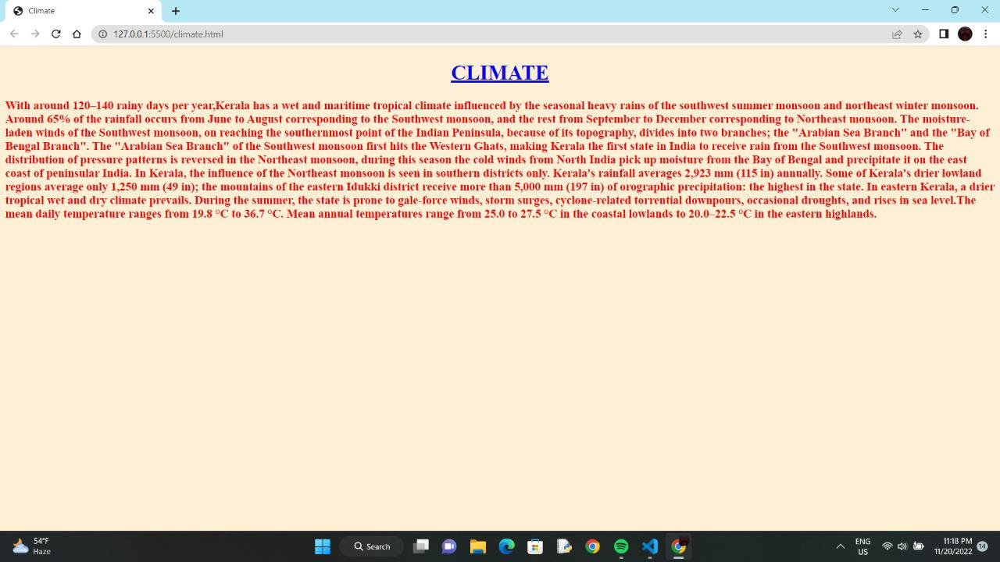 Climate
127.0.0.1:5500/climate.html
CLIMATE
With around 120–140 rainy days per year,Kerala has a wet and maritime tropical climate influenced by the seasonal heavy rains of the southwest summer monsoon and northeast winter monsoon.
Around 65% of the rainfall occurs from June to August corresponding to the Southwest monsoon, and the rest from September to December corresponding to Northeast monsoon. The moisture-
laden winds of the Southwest monsoon, on reaching the southernmost point of the Indian Peninsula, because of its topography, divides into two branches; the "Arabian Sea Branch" and the "Bay of
Bengal Branch". The "Arabian Sea Branch" of the Southwest monsoon first hits the Western Ghats, making Kerala the first state in India to receive rain from the Southwest monsoon. The
distribution of pressure patterns is reversed in the Northeast monsoon, during this season the cold winds from North India pick up moisture from the Bay of Bengal and precipitate it on the east
coast of peninsular India. In Kerala, the influence of the Northeast monsoon is seen in southern districts only. Kerala's rainfall averages 2,923 mm (115 in) annually. Some of Kerala's drier lowland
regions average only 1,250 mm (49 in); the mountains of the eastern Idukki district receive more than 5,000 mm (197 in) of orographic precipitation: the highest in the state. In eastern Kerala, a drier
tropical wet and dry climate prevails. During the summer, the state is prone to gale-force winds, storm surges, cyclone-related torrential downpours, occasional droughts, and rises in sea level.The
mean daily temperature ranges from 19.8 °C to 36.7 °C. Mean annual temperatures range from 25.0 to 27.5 °C in the coastal lowlands to 20.0–22.5 °C in the eastern highlands.
54°F
Haze
Search
ENG
US
11:18 PM
11/20/2022
14